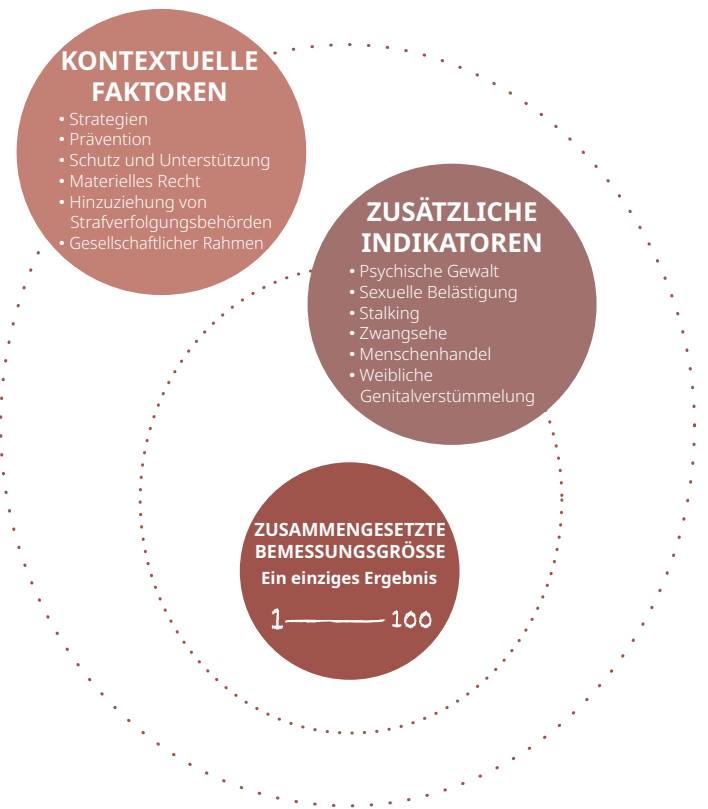 KONTEXTUELLE
FAKTOREN
• Strategien
• Prävention
• Schutz und Unterstützung
• Materielles Recht
• Hinzuziehung von
Strafverfolgungsbehörden
• Gesellschaftlicher Rahmen
ZUSÄTZLICHE
INDIKATOREN
• Psychische Gewalt
• Sexuelle Belästigung
• Stalking
• Zwangsehe
• Menschenhandel
• Weibliche
Genitalverstümmelung
ZUSAMMENGESETZTE
BEMESSUNGSGRÖSSE
Ein einziges Ergebnis
1 100